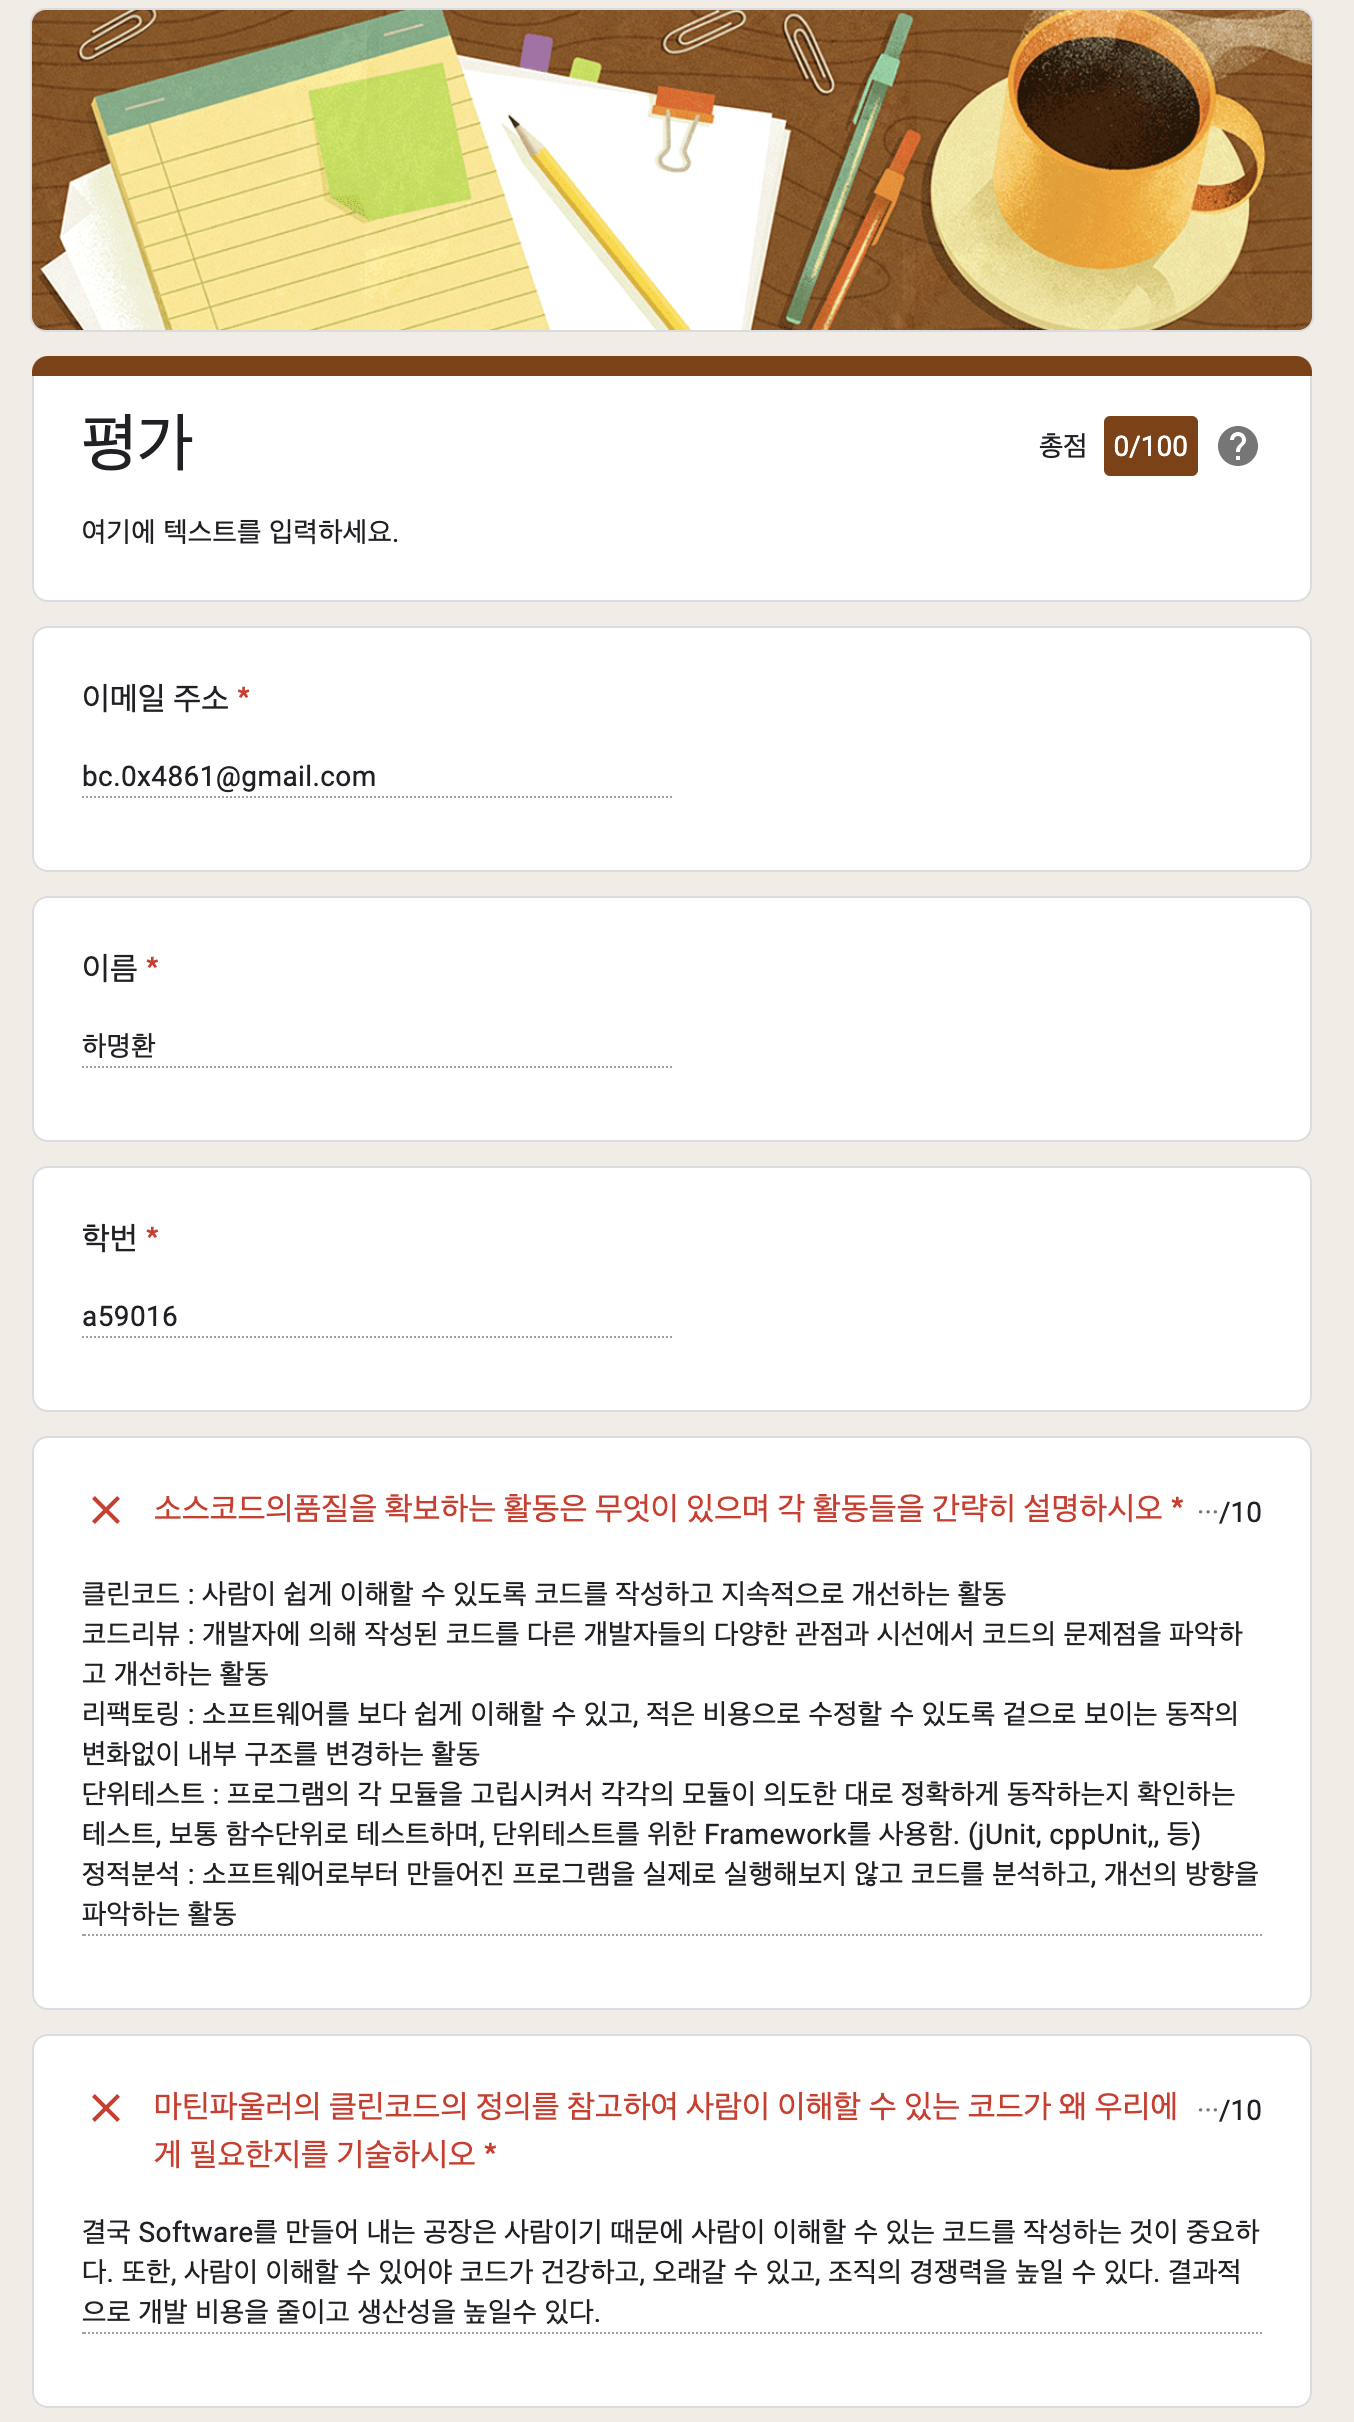 평가
총점 0/100
여기에 텍스트를 입력하세요.
이메일 주소 *
bc.0x4861@gmail.com
이름 *
하명환
학번 *
a59016
소스코드의품질을 확보하는 활동은 무엇이 있으며 각 활동들을 간략히 설명하시오 * …/10
클린코드 : 사람이 쉽게 이해할 수 있도록 코드를 작성하고 지속적으로 개선하는 활동
코드리뷰 : 개발자에 의해 작성된 코드를 다른 개발자들의 다양한 관점과 시선에서 코드의 문제점을 파악하
고 개선하는 활동
리팩토링 : 소프트웨어를 보다 쉽게 이해할 수 있고, 적은 비용으로 수정할 수 있도록 겉으로 보이는 동작의
변화없이 내부 구조를 변경하는 활동
단위테스트 : 프로그램의 각 모듈을 고립시켜서 각각의 모듈이 의도한 대로 정확하게 동작하는지 확인하는
테스트, 보통 함수단위로 테스트하며, 단위테스트를 위한 Framework를 사용함. (jUnit, cppUnit,, 등)
정적분석 : 소프트웨어로부터 만들어진 프로그램을 실제로 실행해보지 않고 코드를 분석하고, 개선의 방향을
파악하는 활동
마틴파울러의 클린코드의 정의를 참고하여 사람이 이해할 수 있는 코드가 왜 우리에 …/10
게 필요한지를 기술하시오 *
결국 Software를 만들어 내는 공장은 사람이기 때문에 사람이 이해할 수 있는 코드를 작성하는 것이 중요하
다. 또한, 사람이 이해할 수 있어야 코드가 건강하고, 오래갈 수 있고, 조직의 경쟁력을 높일 수 있다. 결과적
으로 개발 비용을 줄이고 생산성을 높일수 있다.